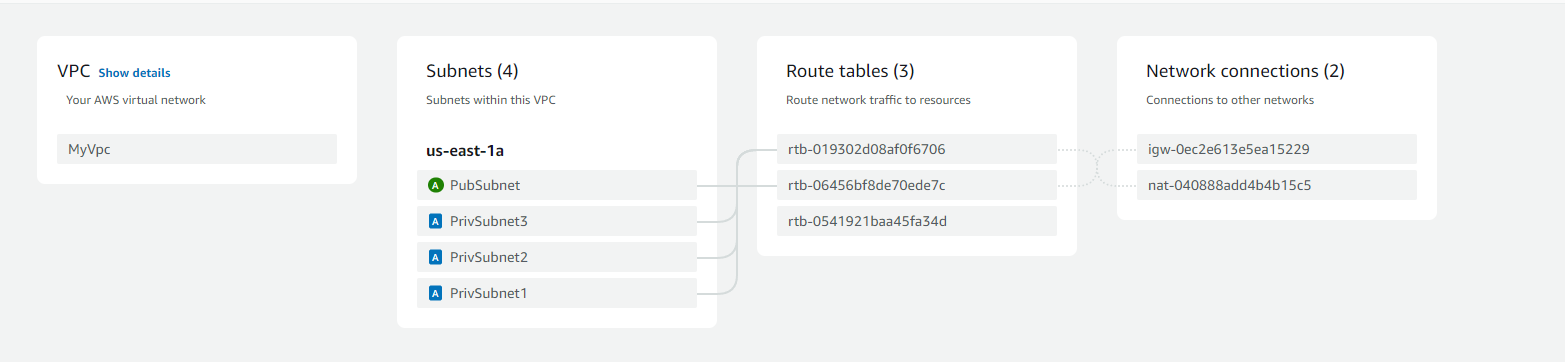 VPC Show details
Your AWS virtual network
MyVpc
Subnets (4)
Subnets within this VPC
us-east-1a
A PubSubnet
A PrivSubnet3
A PrivSubnet2
A PrivSubnet1
Route tables (3)
Route network traffic to resources
rtb-019302d08af0f6706
rtb-06456bf8de70ede7c
rtb-0541921baa45fa34d
Network connections (2)
Connections to other networks
igw-0ec2e613e5ea15229
nat-040888add4b4b15c5